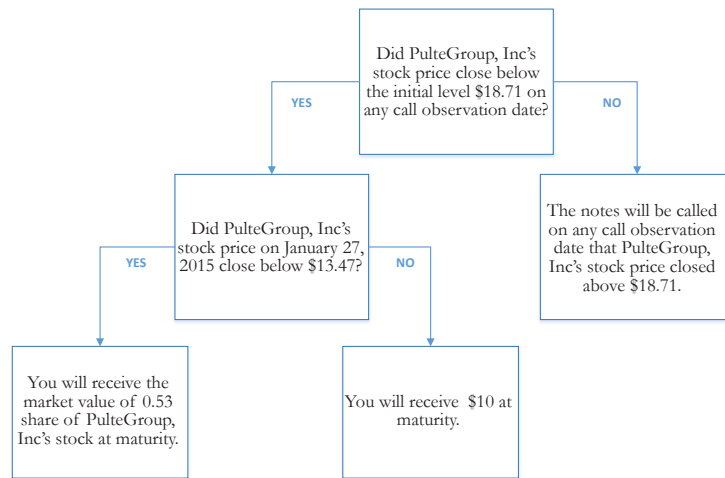 Did PulteGroup, Inc's
stock price close below
the initial level $18.71 on
any call observation date?
YES
NO
Did PulteGroup, Inc's
stock price on January 27,
2015 close below $13.47?
The notes will be called
on any call observation
date that PulteGroup,
Inc's stock price closed
above $18.71.
YES
NO
You will receive the
market value of 0.53
share of PulteGroup,
Inc's stock at maturity.
You will receive $10 at
maturity.